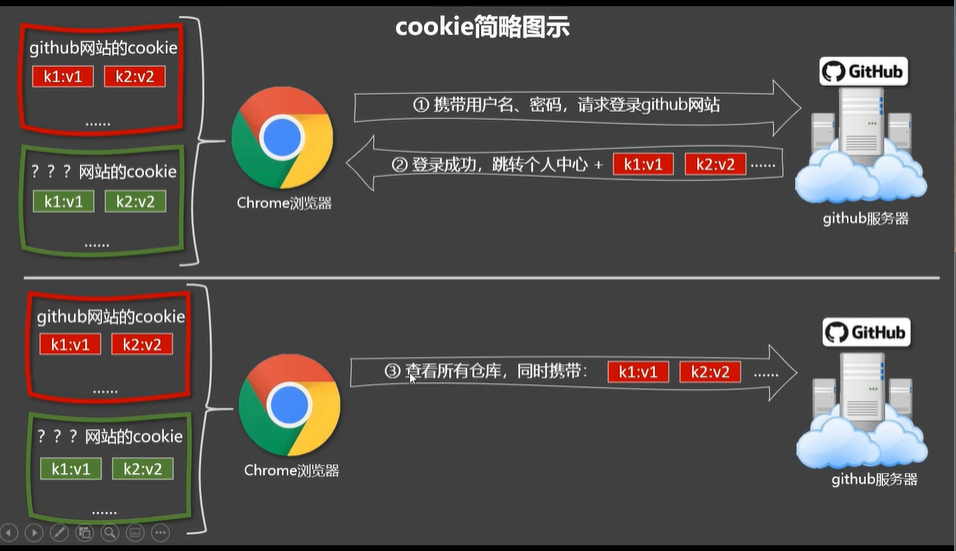 cookie简略图示
github网站的cookie
k1:v1 k2:v2
......
？？？网站的cookie
k1:v1 k2:v2
......
Chrome浏览器
① 携带用户名、密码，请求登录github网站
② 登录成功，跳转个人中心 + k1:v1 k2:v2 ......
GitHub
github服务器
github网站的cookie
k1:v1 k2:v2
......
？？？网站的cookie
k1:v1 k2:v2
......
Chrome浏览器
③ 查看所有仓库，同时携带： k1:v1 k2:v2 ......
GitHub
github服务器